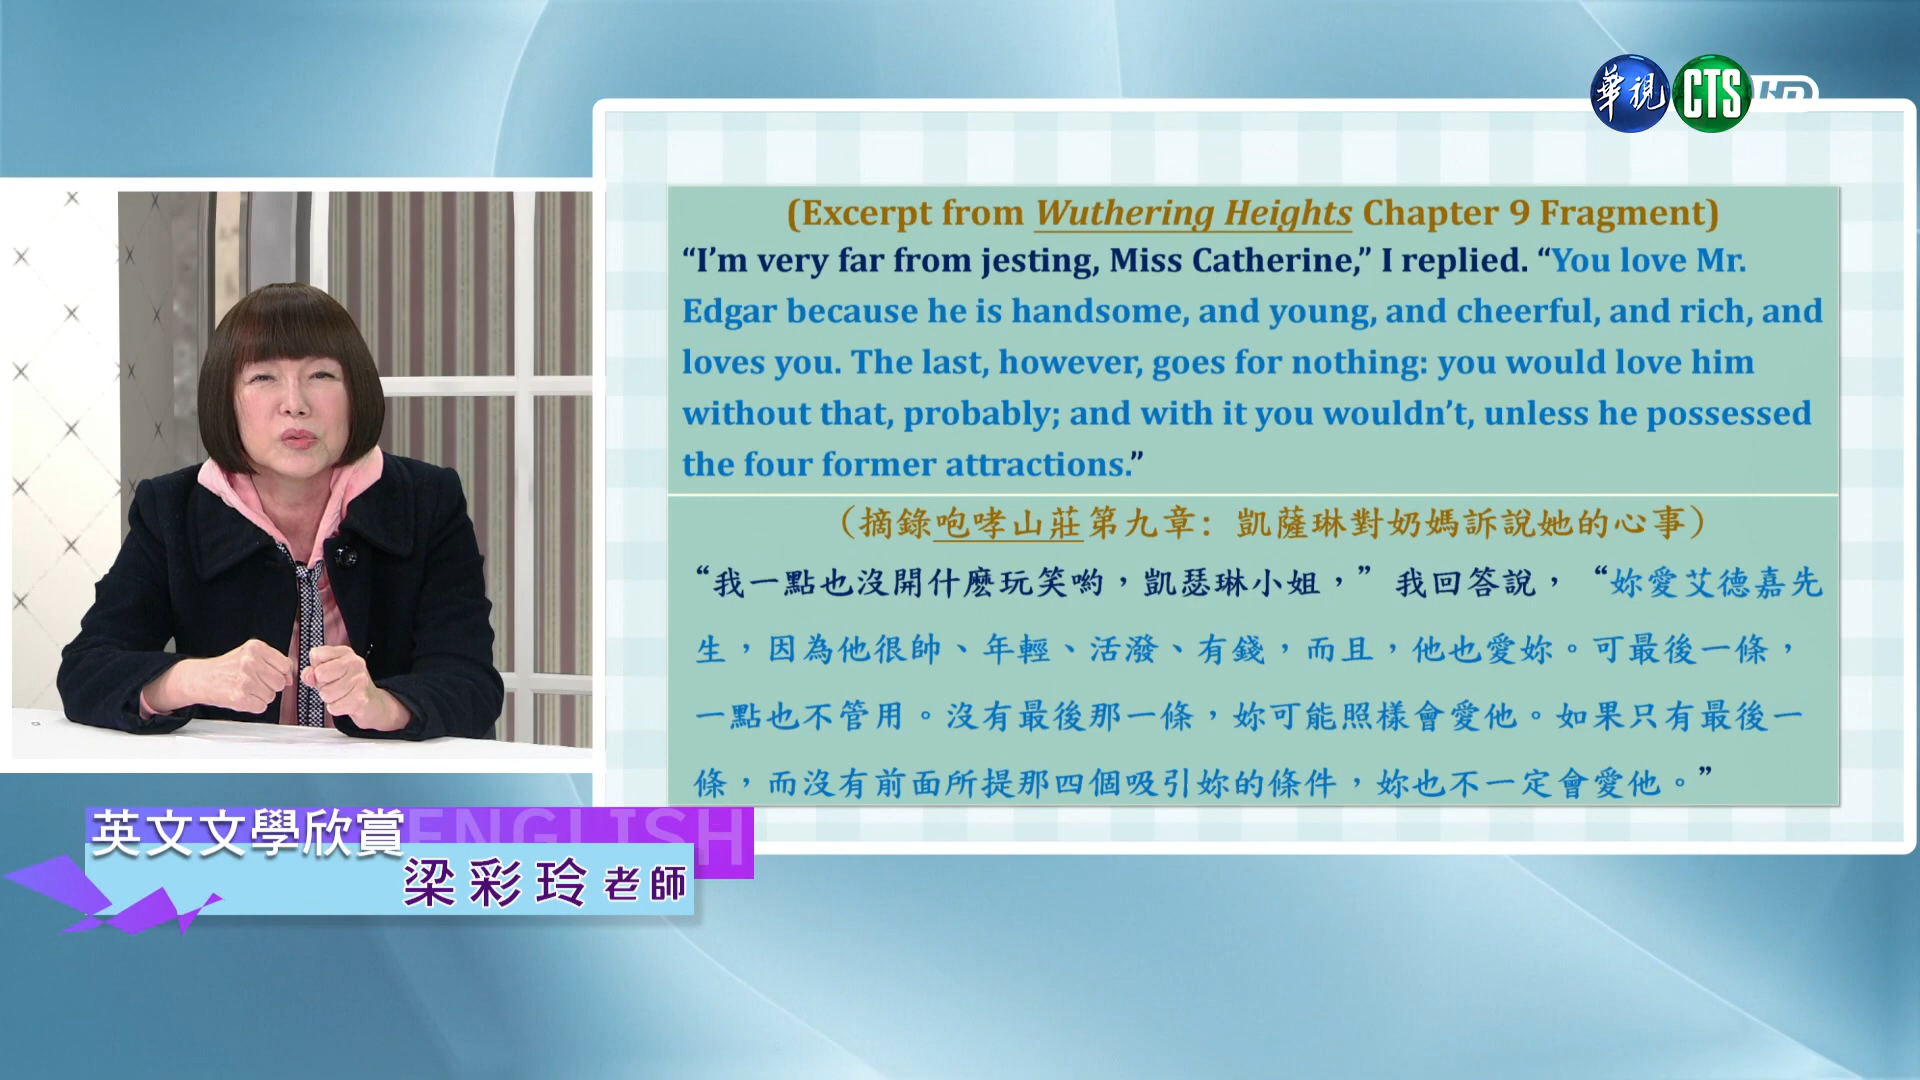 華視 CTS HD
(Excerpt from Wuthering Heights Chapter 9 Fragment)
“I’m very far from jesting, Miss Catherine,” I replied. “You love Mr.
Edgar because he is handsome, and young, and cheerful, and rich, and
loves you. The last, however, goes for nothing: you would love him
without that, probably; and with it you wouldn’t, unless he possessed
the four former attractions.”
（摘錄咆哮山莊第九章：凱薩琳對奶媽訴說她的心事）
“我一點也沒開什麼玩笑喲，凱瑟琳小姐，” 我回答說， “妳愛艾德嘉先
生，因為他很帥、年輕、活潑、有錢，而且，他也愛妳。可最後一條，
一點也不管用。沒有最後那一條，妳可能照樣會愛他。如果只有最後一
條，而沒有前面所提那四個吸引妳的條件，妳也不一定會愛他。”
ENGLISH
英文文學欣賞
梁彩玲老師